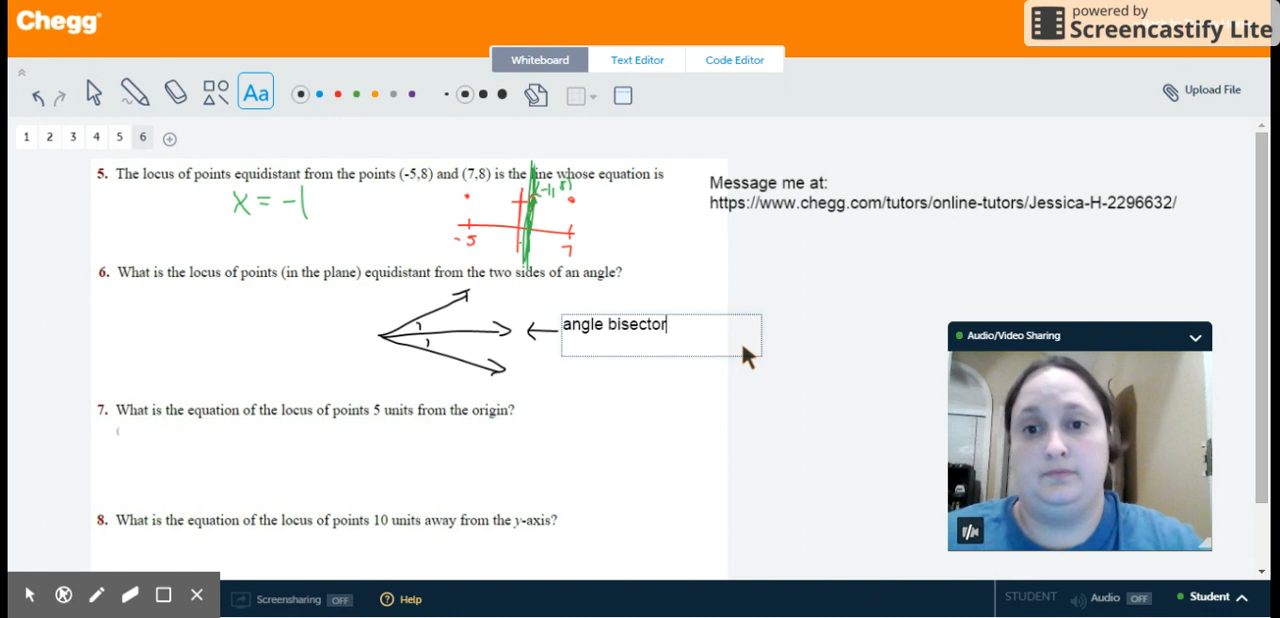 Chegg
powered by
Screencastify Lite
Whiteboard
Text Editor
Code Editor
Aa
Upload File
1 2 3 4 5 6
5. The locus of points equidistant from the points (-5,8) and (7,8) is the line whose equation is
x = -1
(-1, 8)
-5
7
Message me at:
https://www.chegg.com/tutors/online-tutors/Jessica-H-2296632/
6. What is the locus of points (in the plane) equidistant from the two sides of an angle?
angle bisector
Audio/Video Sharing
7. What is the equation of the locus of points 5 units from the origin?
8. What is the equation of the locus of points 10 units away from the y-axis?
Screensharing OFF
Help
STUDENT
Audio OFF
Student